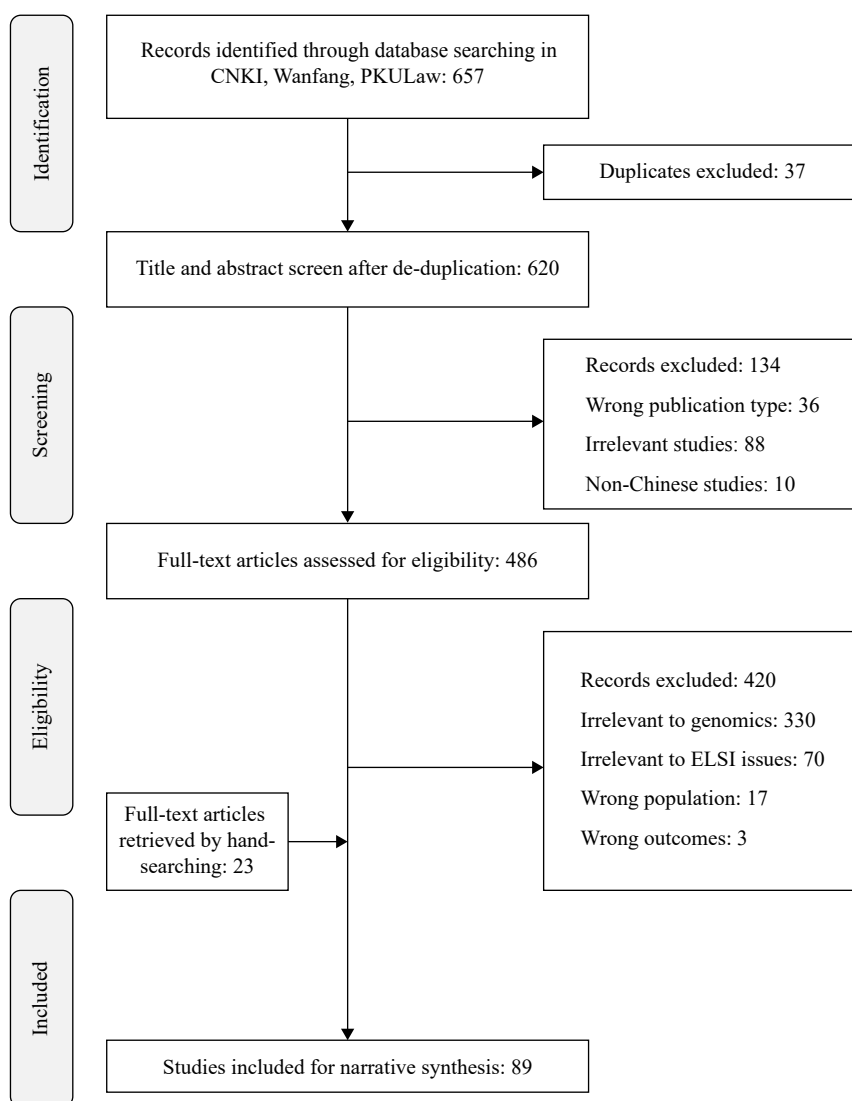 Identification
Records identified through database searching in
CNKI, Wanfang, PKULaw: 657
Duplicates excluded: 37
Title and abstract screen after de-duplication: 620
Screening
Records excluded: 134
Wrong publication type: 36
Irrelevant studies: 88
Non-Chinese studies: 10
Full-text articles assessed for eligibility: 486
Eligibility
Records excluded: 420
Irrelevant to genomics: 330
Irrelevant to ELSI issues: 70
Wrong population: 17
Wrong outcomes: 3
Full-text articles
retrieved by hand-
searching: 23
Included
Studies included for narrative synthesis: 89